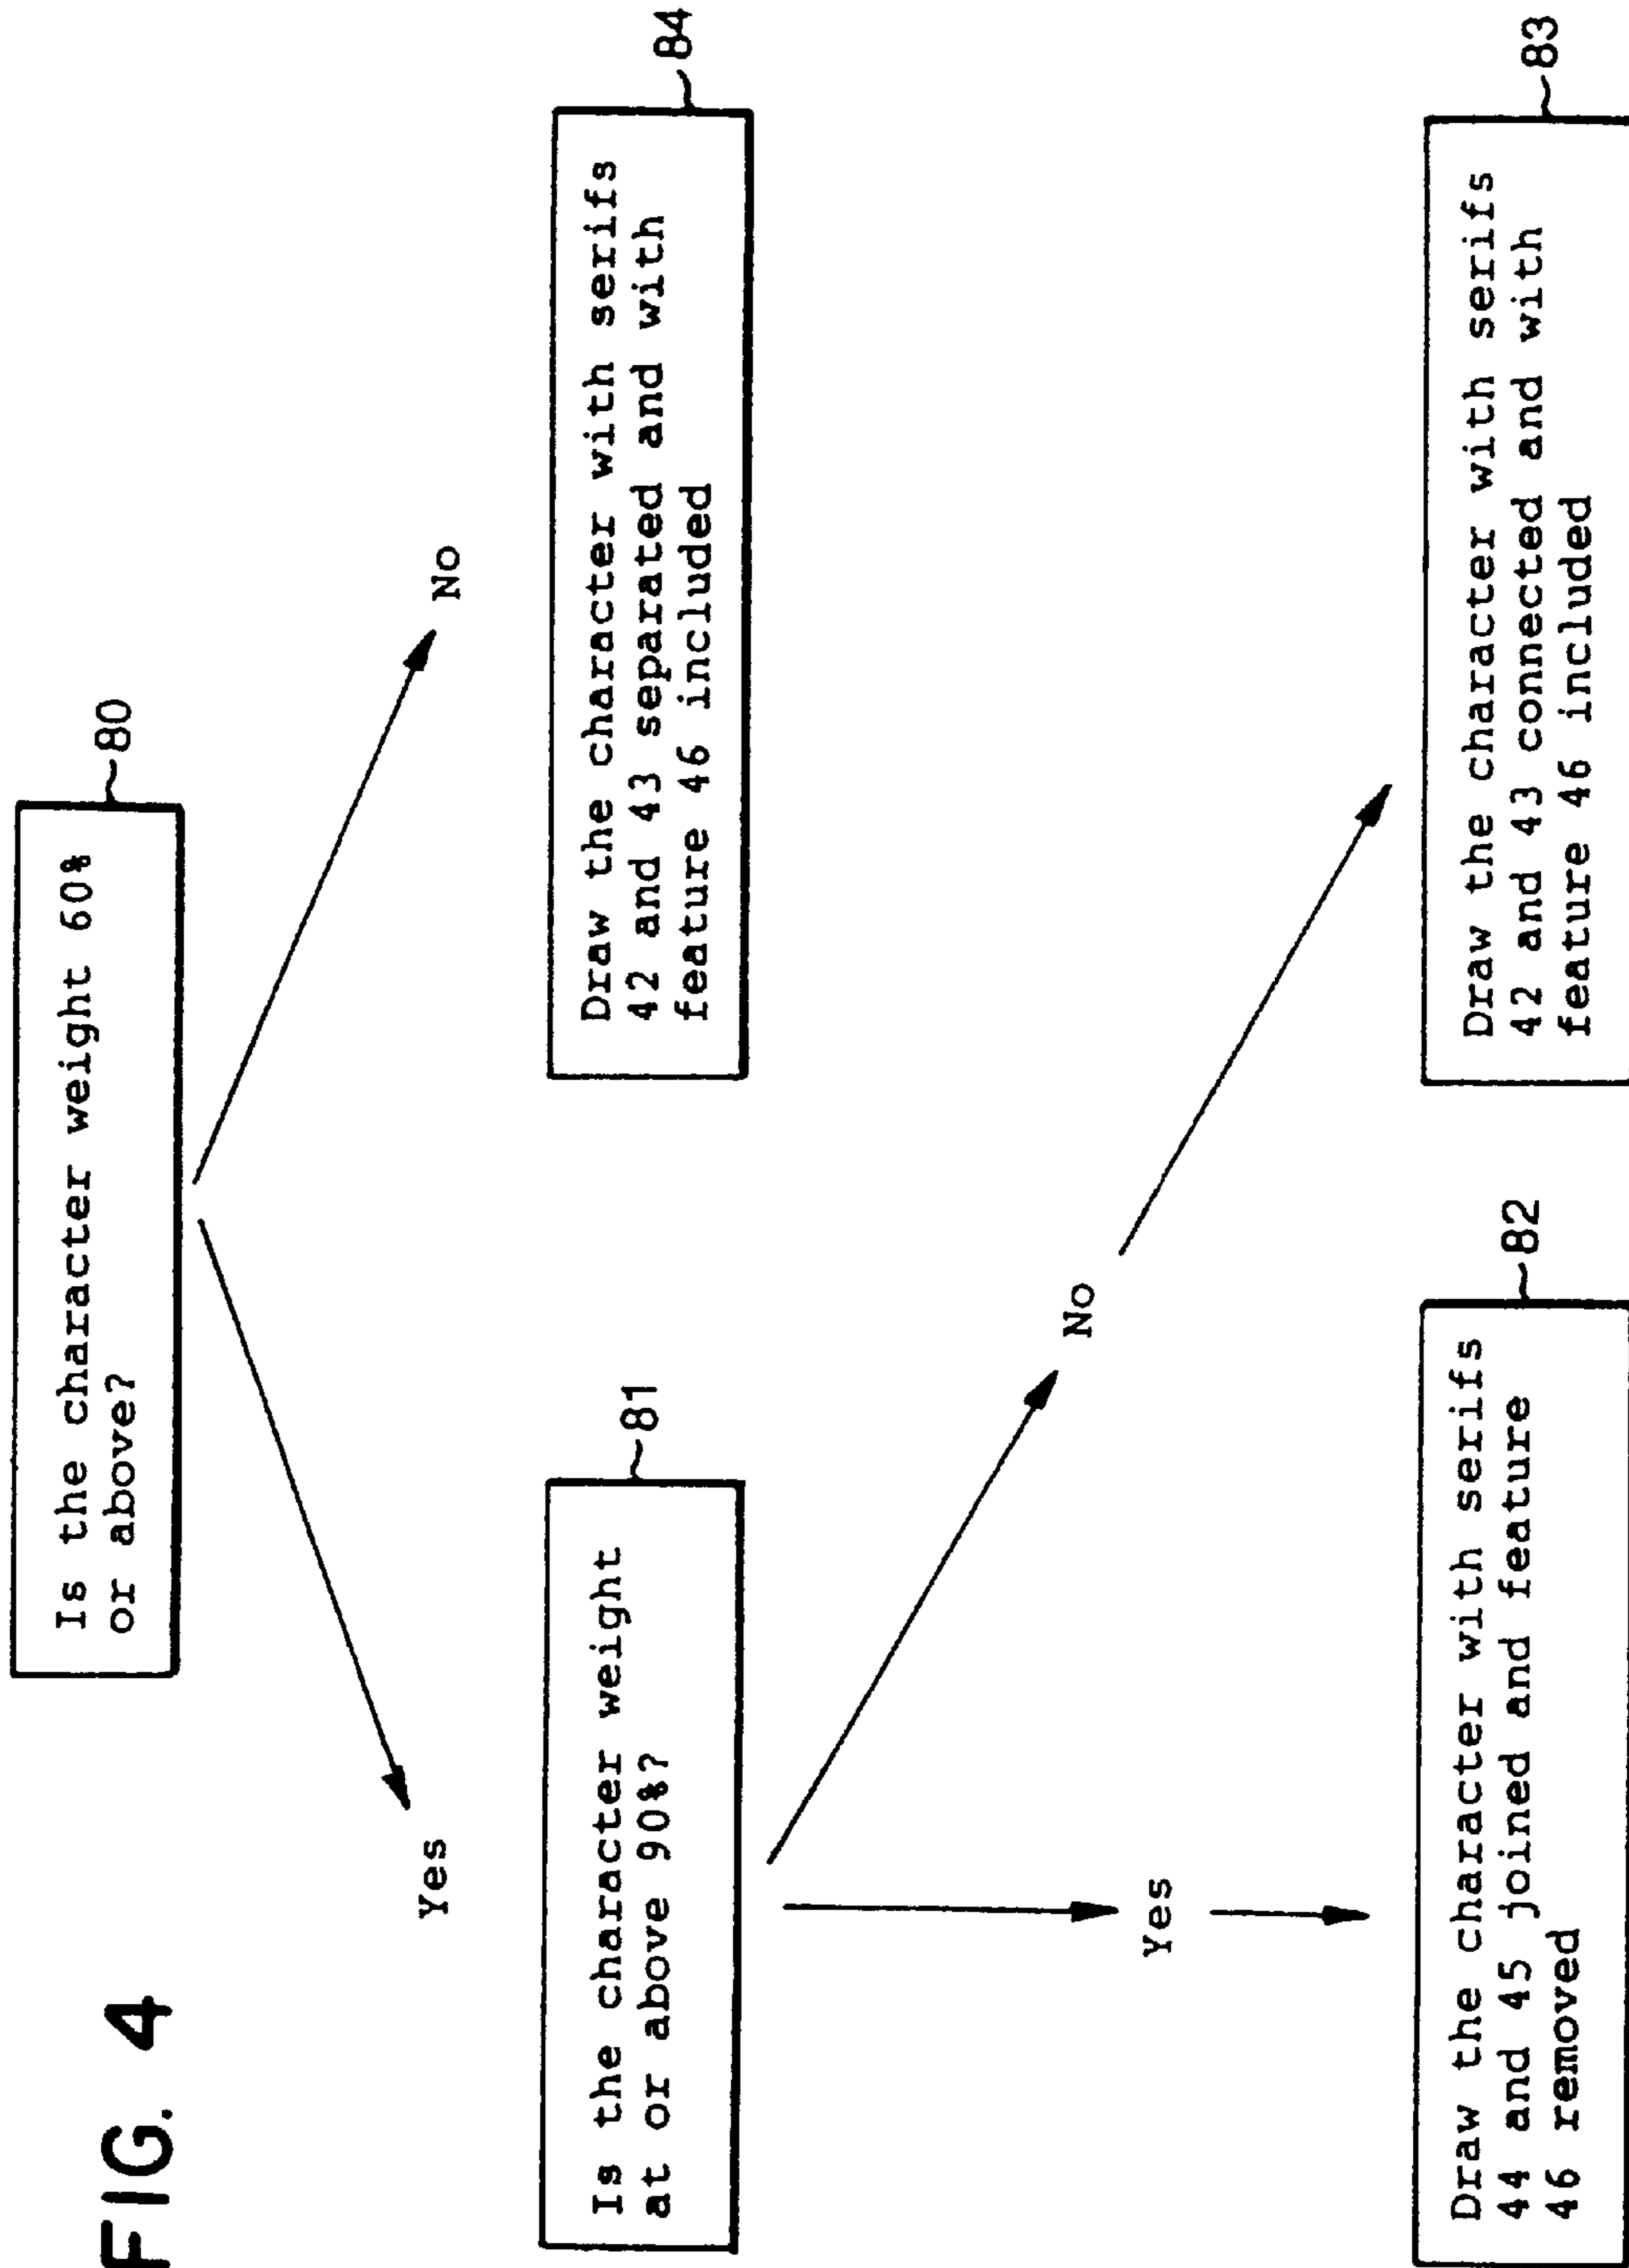 FIG. 4
Is the character weight 60%
or above?
80
Yes
No
Is the character weight
at or above 90%?
81
Draw the character with serifs
42 and 43 separated and with
feature 46 included
84
Yes
No
Draw the character with serifs
44 and 45 joined and feature
46 removed
82
Draw the character with serifs
42 and 43 connected and with
feature 46 included
83